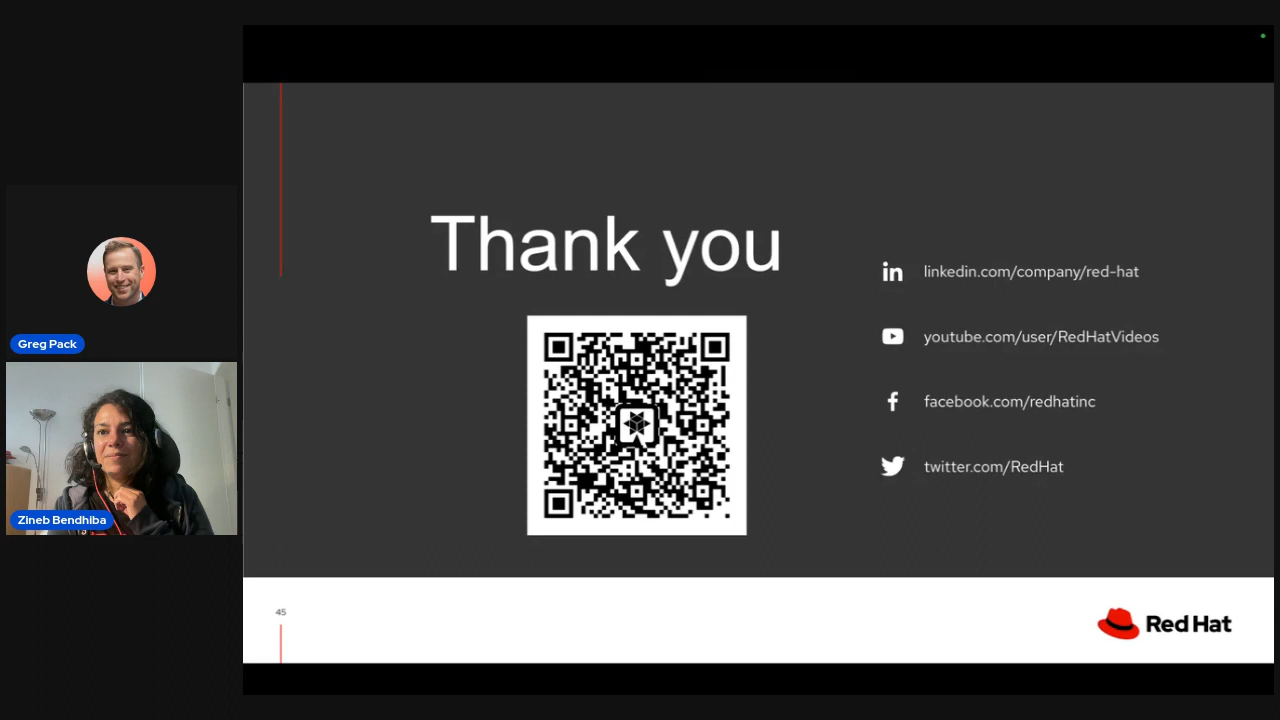 Greg Pack
Zineb Bendhiba
Thank you
linkedin.com/company/red-hat
youtube.com/user/RedHatVideos
facebook.com/redhatinc
twitter.com/RedHat
45
Red Hat